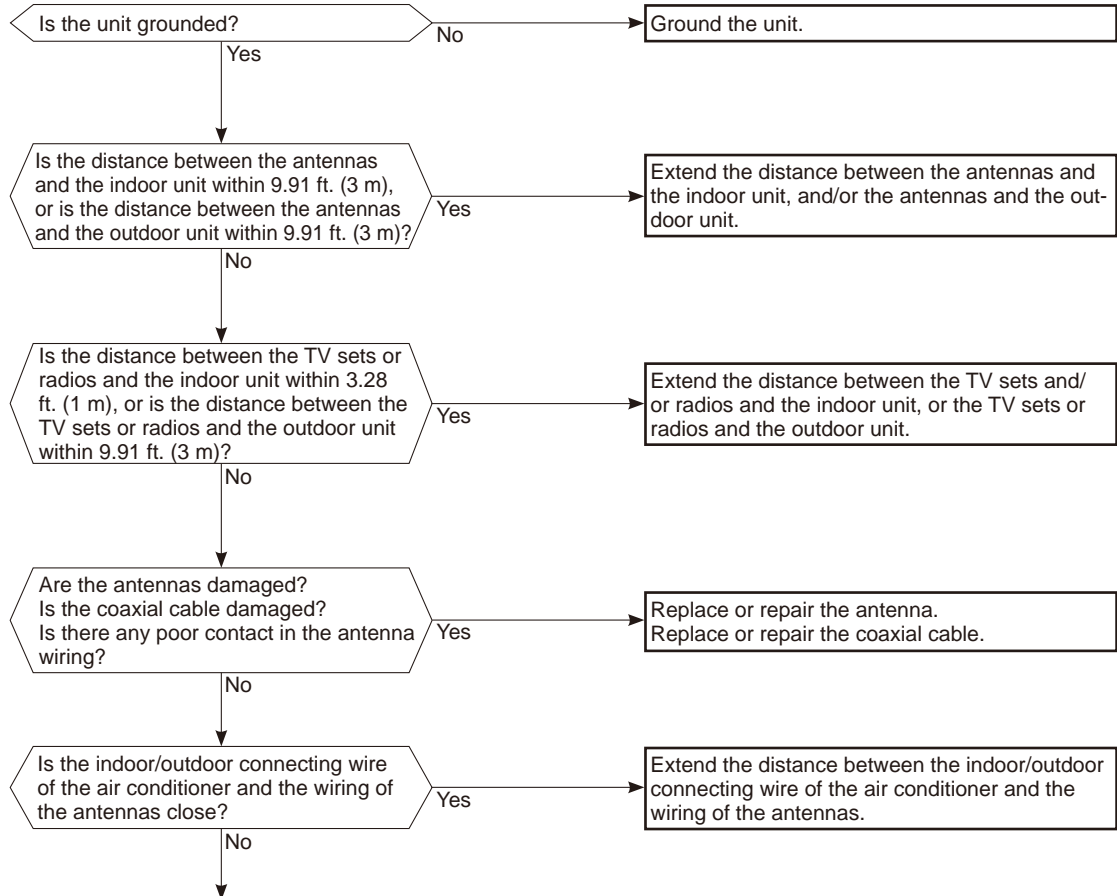 Is the unit grounded?
No
Ground the unit.
Yes
Is the distance between the antennas
and the indoor unit within 9.91 ft. (3 m),
or is the distance between the antennas
and the outdoor unit within 9.91 ft. (3 m)?
Yes
Extend the distance between the antennas and
the indoor unit, and/or the antennas and the out-
door unit.
No
Is the distance between the TV sets or
radios and the indoor unit within 3.28
ft. (1 m), or is the distance between the
TV sets or radios and the outdoor unit
within 9.91 ft. (3 m)?
Yes
Extend the distance between the TV sets and/
or radios and the indoor unit, or the TV sets or
radios and the outdoor unit.
No
Are the antennas damaged?
Is the coaxial cable damaged?
Is there any poor contact in the antenna
wiring?
Yes
Replace or repair the antenna.
Replace or repair the coaxial cable.
No
Is the indoor/outdoor connecting wire
of the air conditioner and the wiring of
the antennas close?
Yes
Extend the distance between the indoor/outdoor
connecting wire of the air conditioner and the
wiring of the antennas.
No